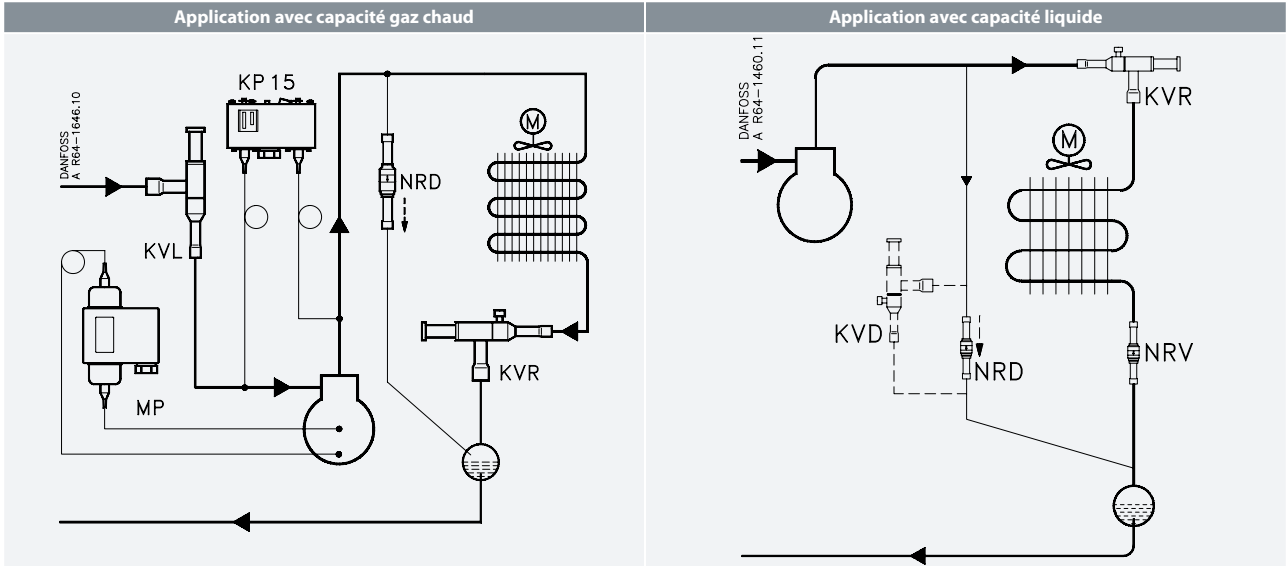 Application avec capacité gaz chaud
DANFOSS
A R64-1646.10
KP 15
M
NRD
KVL
KVR
MP
Application avec capacité liquide
DANFOSS
A R64-1460.11
KVR
M
KVD
NRD
NRV